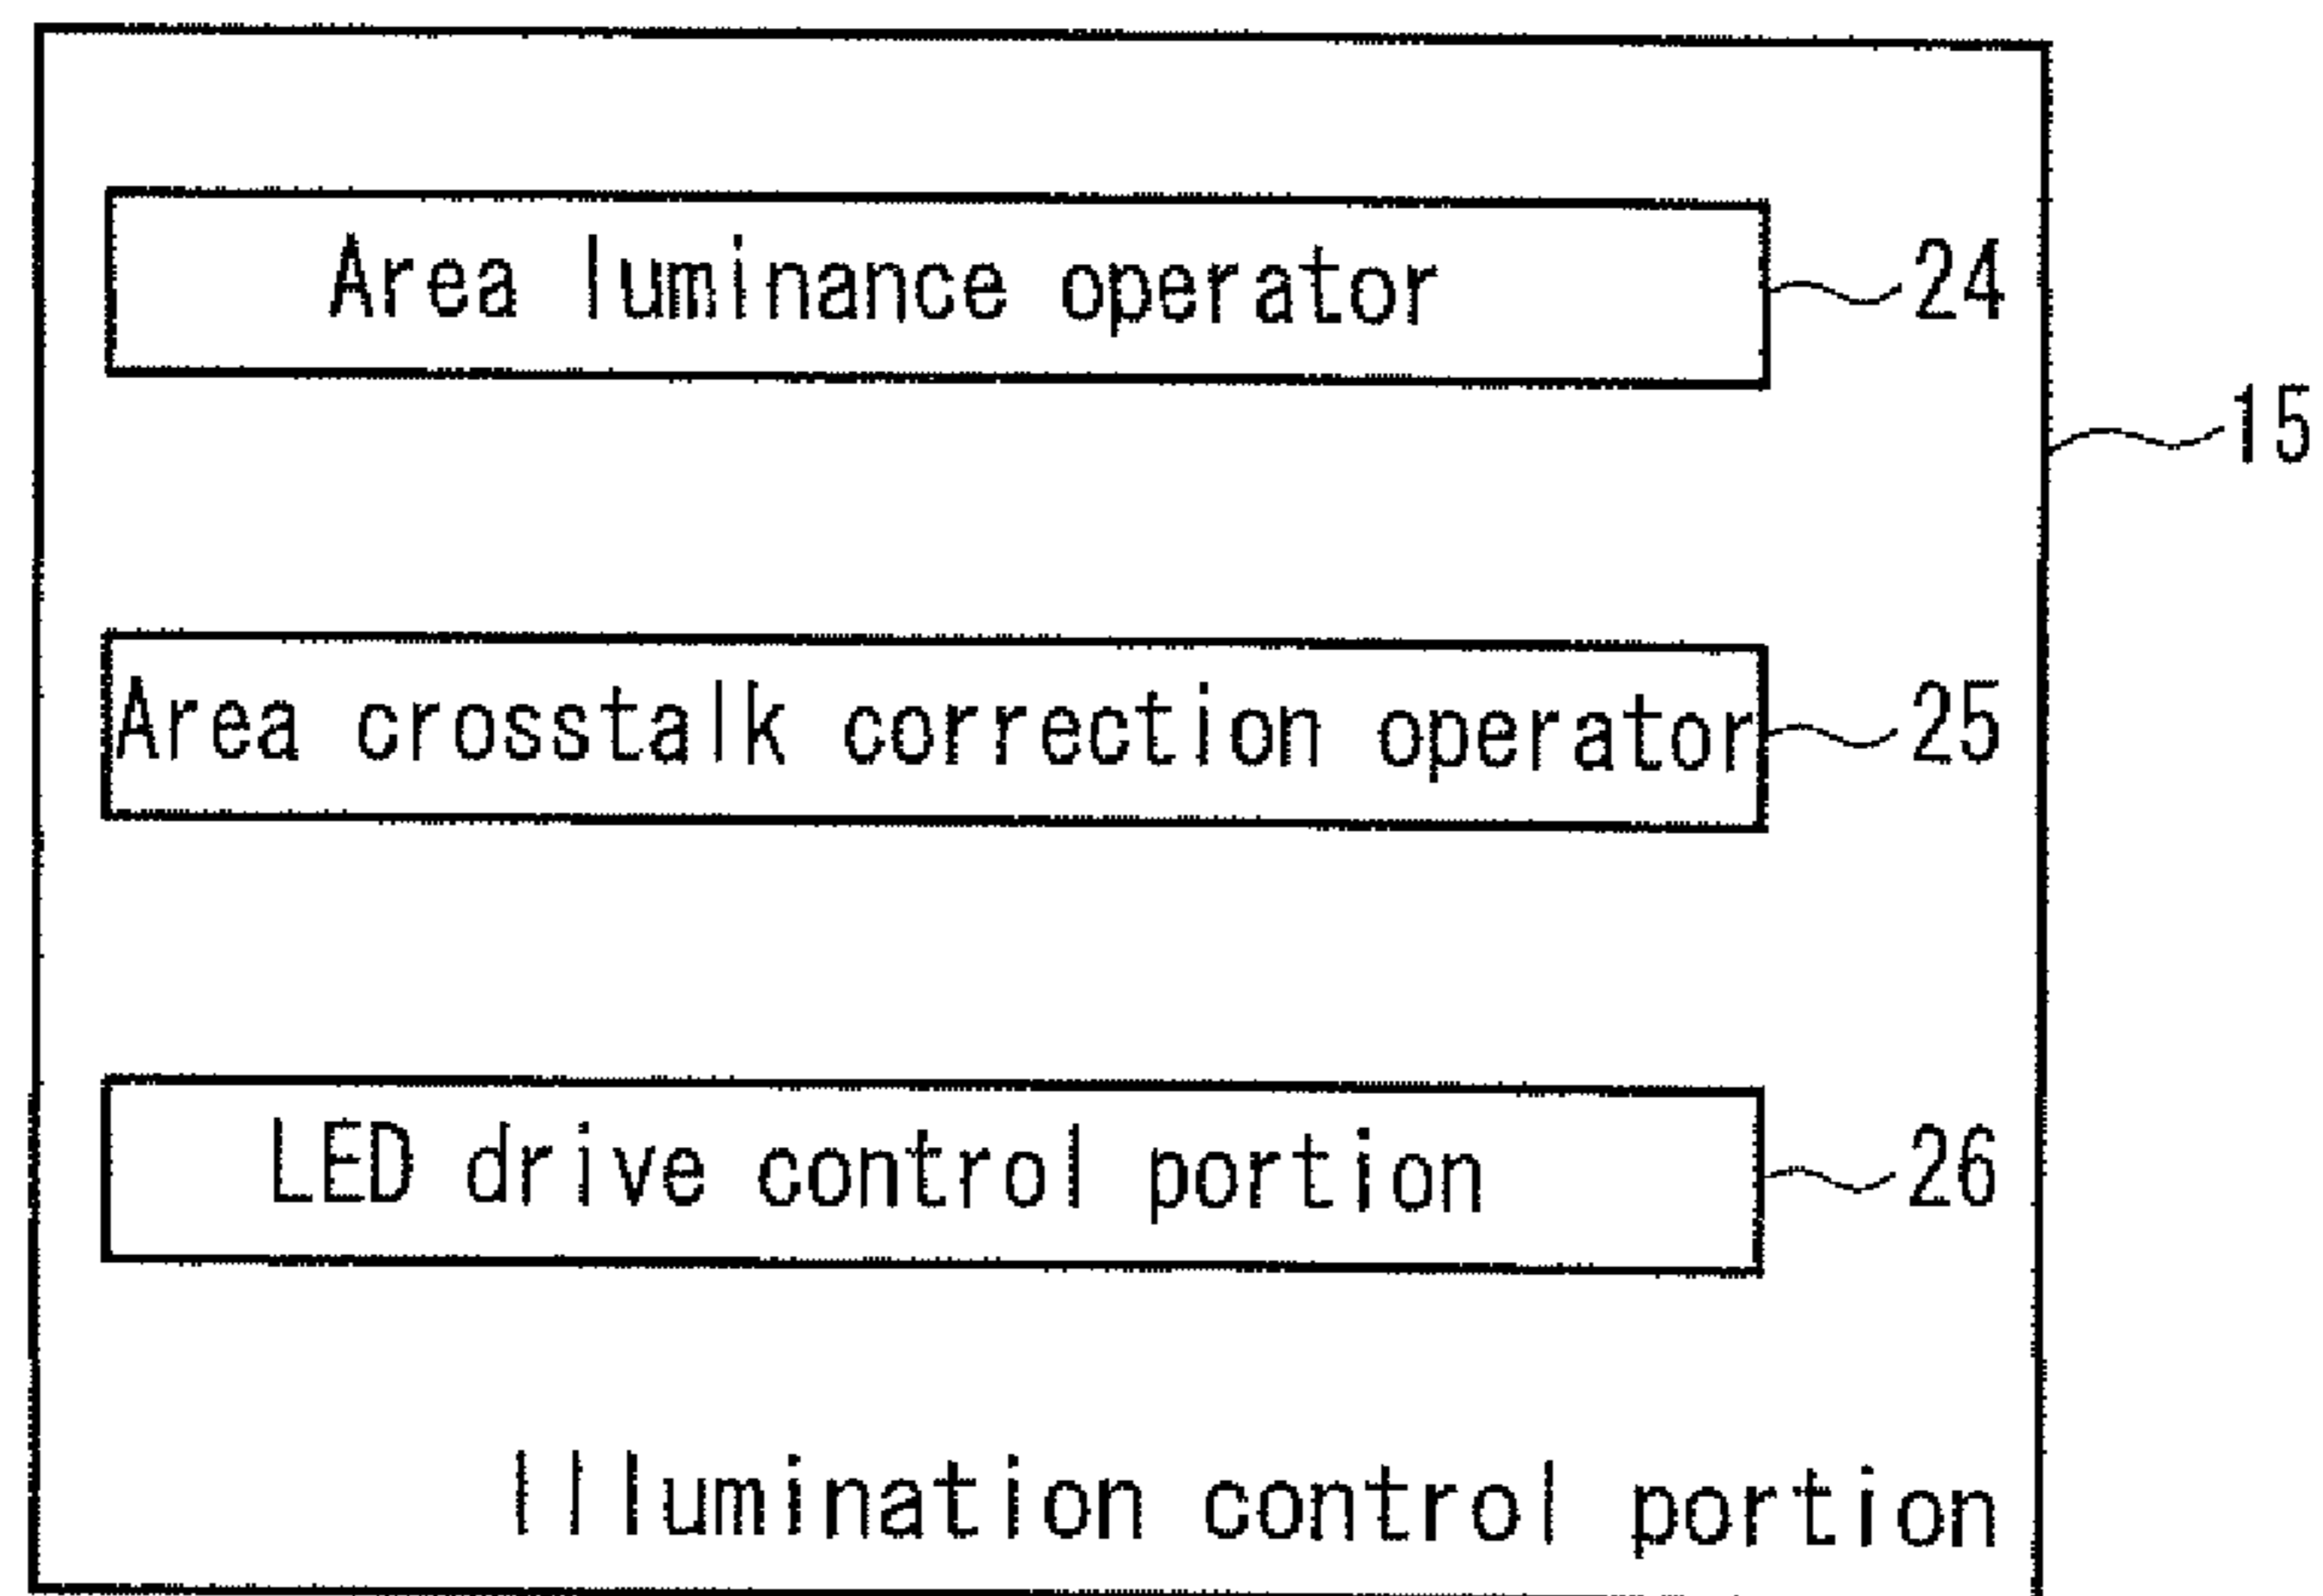 Area luminance operator 24
15
Area crosstalk correction operator 25
LED drive control portion 26
Illumination control portion